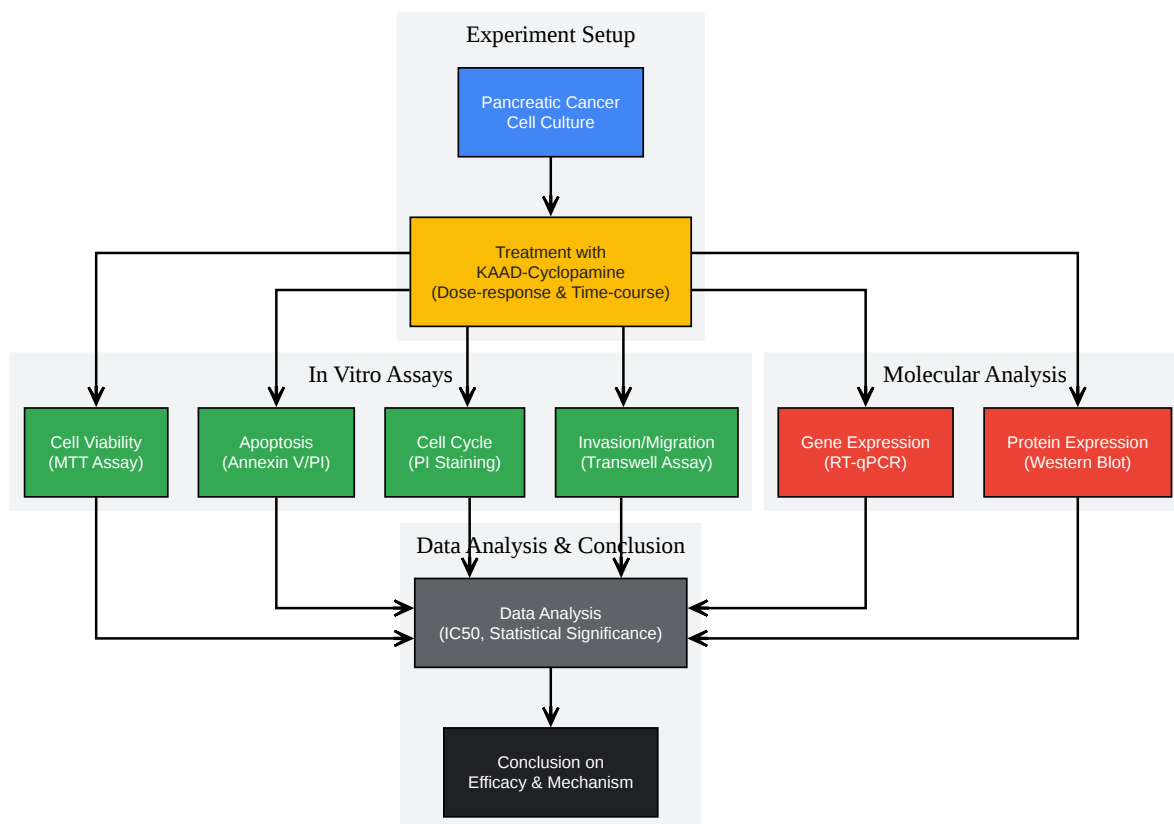 Experiment Setup
Pancreatic Cancer
Cell Culture
Treatment with
KAAD-Cyclopamine
(Dose-response & Time-course)
In Vitro Assays
Cell Viability
(MTT Assay)
Apoptosis
(Annexin V/PI)
Cell Cycle
(PI Staining)
Invasion/Migration
(Transwell Assay)
Molecular Analysis
Gene Expression
(RT-qPCR)
Protein Expression
(Western Blot)
Data Analysis & Conclusion
Data Analysis
(IC50, Statistical Significance)
Conclusion on
Efficacy & Mechanism